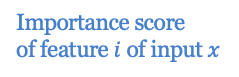 Importance score
of feature i of input x